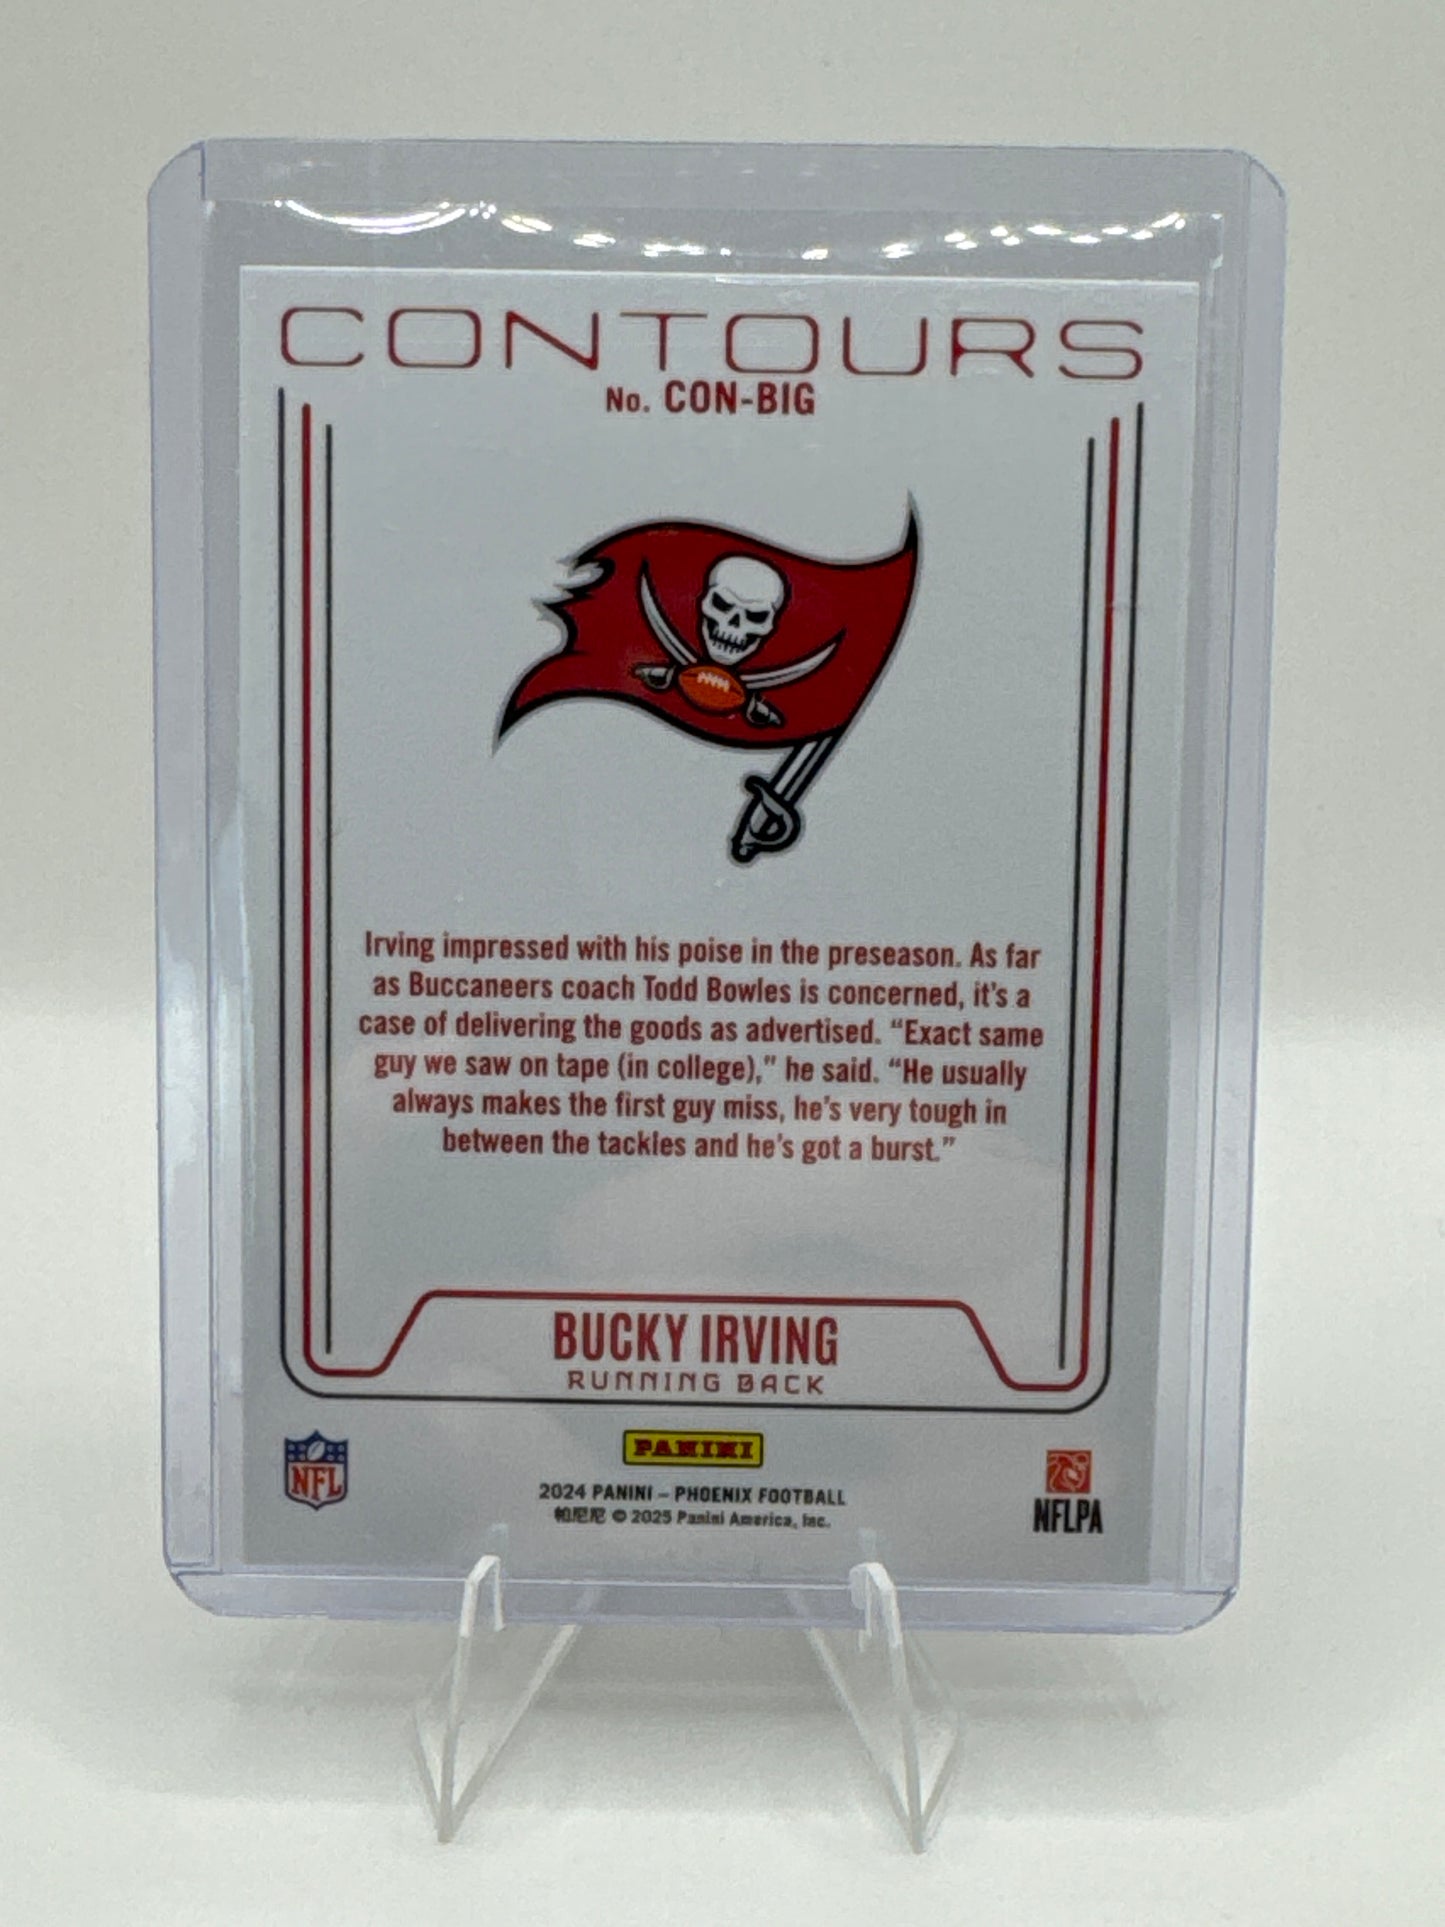 CONTOURS
No. CON-BIG
Irving impressed with his poise in the preseason. As far
as Buccaneers coach Todd Bowles is concerned, it's a
case of delivering the goods as advertised. “Exact same
guy we saw on tape (in college),” he said. “He usually
always makes the first guy miss, he's very tough in
between the tackles and he's got a burst.”
BUCKY IRVING
RUNNING BACK
PANINI
NFL
2024 PANINI – PHOENIX FOOTBALL
帕尼尼 © 2025 Panini America, Inc.
NFLPA